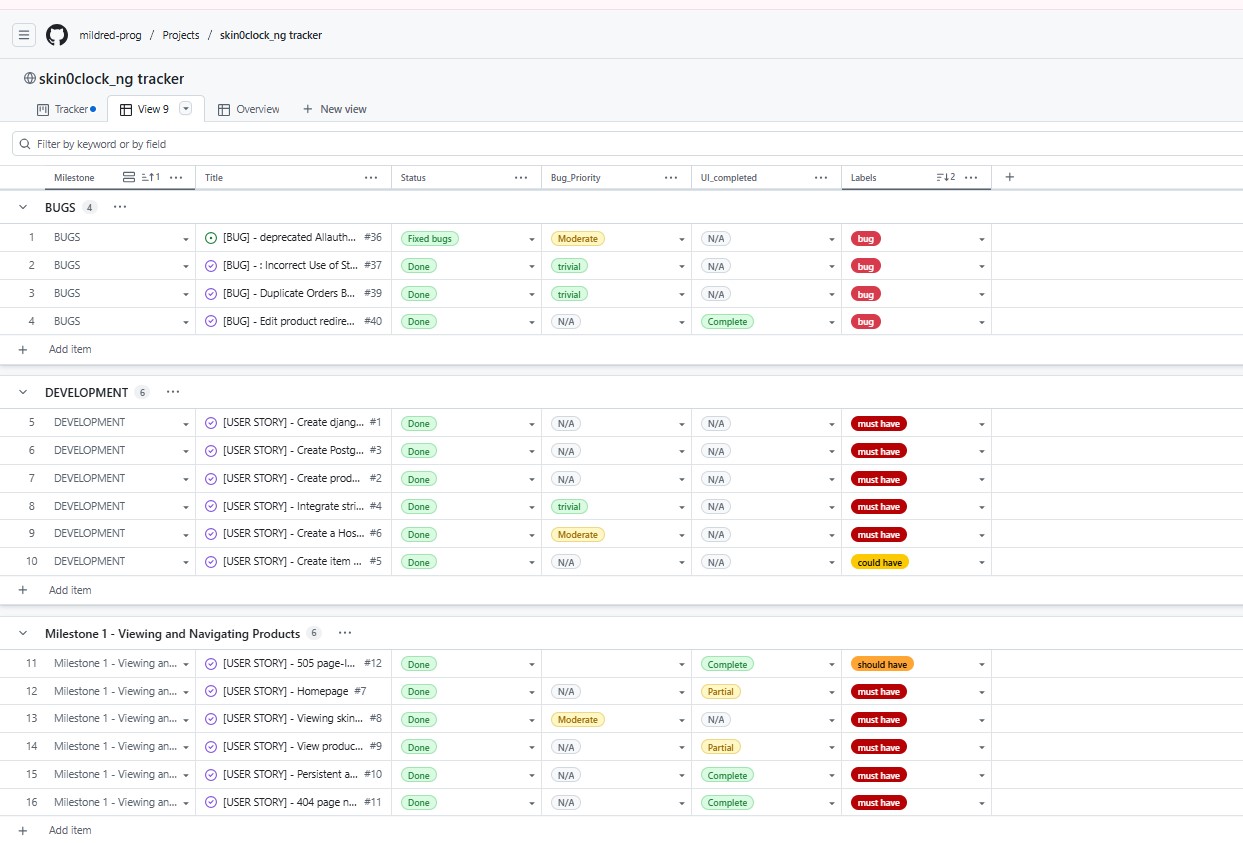 mildred-prog / Projects / skin0clock_ng tracker
skin0clock_ng tracker
Tracker View 9 Overview + New view
Filter by keyword or by field
Milestone 1 Title Status Bug_Priority UI_completed Labels 2 +
BUGS 4
1 BUGS [BUG] - deprecated Allauth... #36 Fixed bugs Moderate N/A bug
2 BUGS [BUG] - : Incorrect Use of St... #37 Done trivial N/A bug
3 BUGS [BUG] - Duplicate Orders B... #39 Done trivial N/A bug
4 BUGS [BUG] - Edit product redire... #40 Done N/A Complete bug
+ Add item
DEVELOPMENT 6
5 DEVELOPMENT [USER STORY] - Create djang... #1 Done N/A N/A must have
6 DEVELOPMENT [USER STORY] - Create Postg... #3 Done N/A N/A must have
7 DEVELOPMENT [USER STORY] - Create prod... #2 Done N/A N/A must have
8 DEVELOPMENT [USER STORY] - Integrate stri... #4 Done trivial N/A must have
9 DEVELOPMENT [USER STORY] - Create a Hos... #6 Done Moderate N/A must have
10 DEVELOPMENT [USER STORY] - Create item ... #5 Done N/A N/A could have
+ Add item
Milestone 1 - Viewing and Navigating Products 6
11 Milestone 1 - Viewing an... [USER STORY] - 505 page-I... #12 Done Complete should have
12 Milestone 1 - Viewing an... [USER STORY] - Homepage #7 Done N/A Partial must have
13 Milestone 1 - Viewing an... [USER STORY] - Viewing skin... #8 Done Moderate N/A must have
14 Milestone 1 - Viewing an... [USER STORY] - View produc... #9 Done N/A Partial must have
15 Milestone 1 - Viewing an... [USER STORY] - Persistent a... #10 Done N/A Complete must have
16 Milestone 1 - Viewing an... [USER STORY] - 404 page n... #11 Done N/A Complete must have
+ Add item